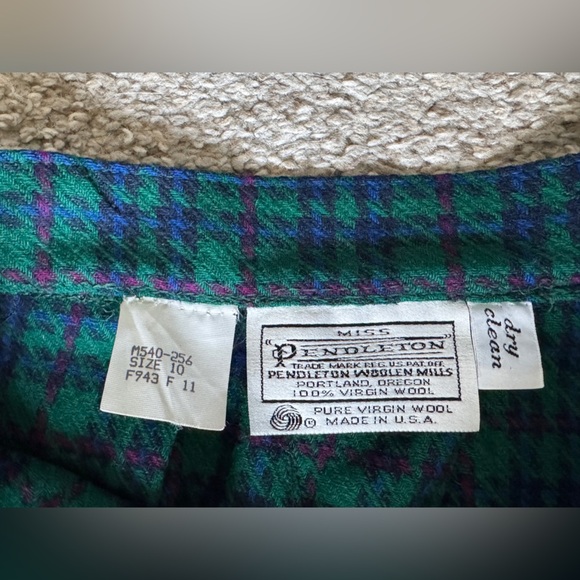 M540-256
SIZE 10
F943 F 11
MISS
"PENDLETON"
TRADE MARK REG. US PAT. OFF.
PENDLETON WOOLEN MILLS
PORTLAND, OREGON
100% VIRGIN WOOL
PURE VIRGIN WOOL
MADE IN U.S.A.
dry
clean